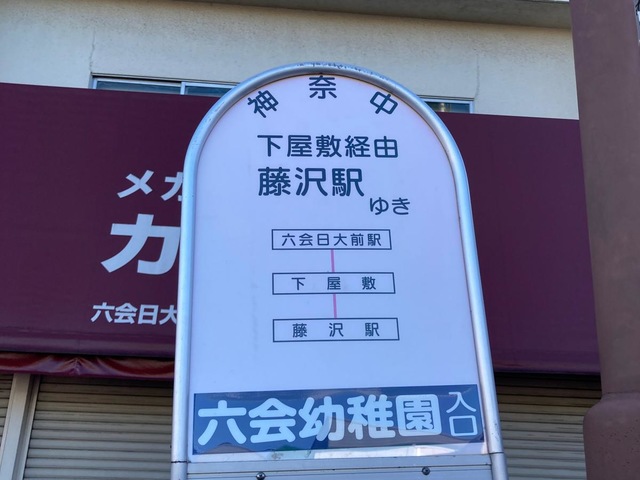 神奈中
下屋敷経由
藤沢駅ゆき
六会日大前駅
下屋敷
藤沢駅
六会幼稚園入口
メガ
カ
六会日大